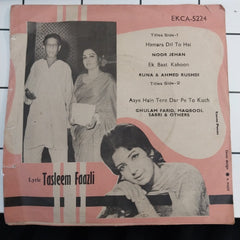 EKCA-5224
Titles Side-1
Hamara Dil To Hai
NOOR JEHAN
Ek Baat Kahoon
RUNA & AHMED RUSHDI
Titles Side-2
Aaye Hain Tere Dar Pe To Kuch
GHULAM FARID, MAQBOOL
SABRI & OTHERS
Lyric Tasleem Faazli